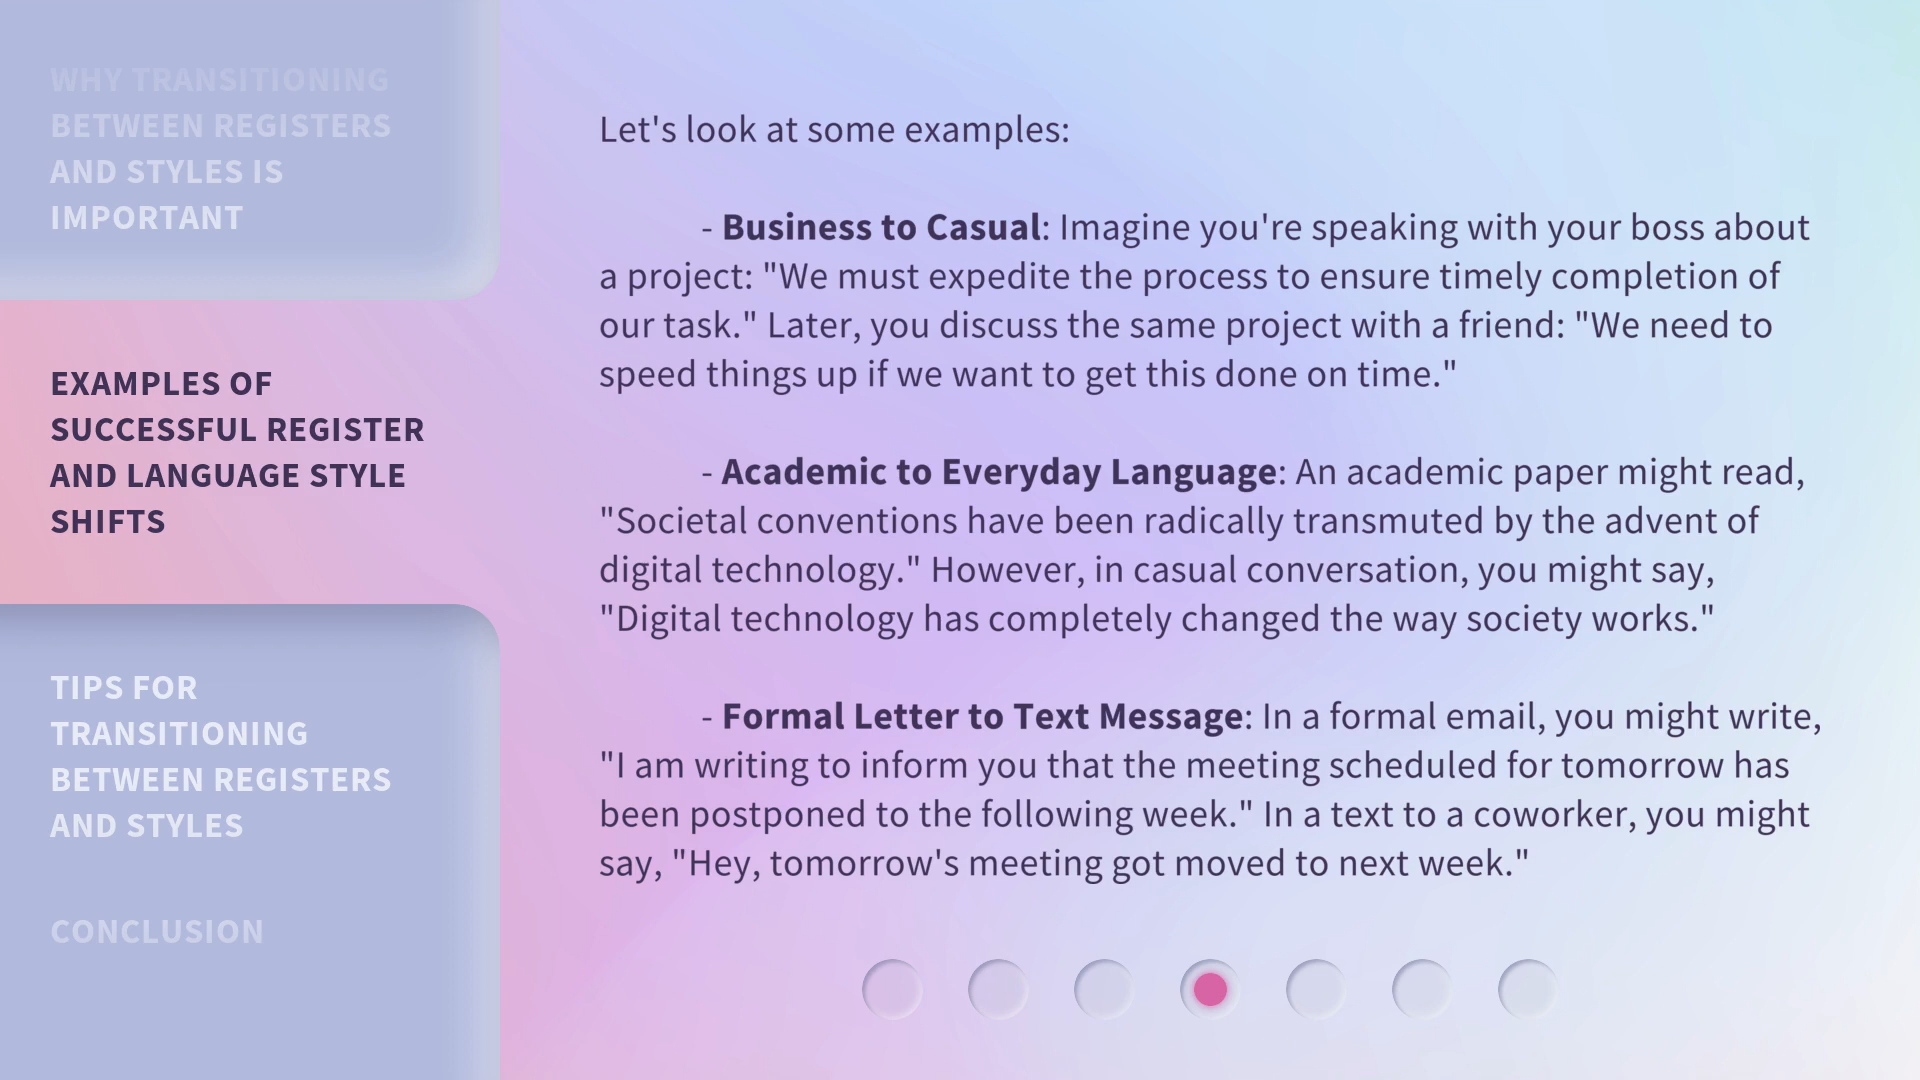 WHY TRANSITIONING
BETWEEN REGISTERS
AND STYLES IS
IMPORTANT
EXAMPLES OF
SUCCESSFUL REGISTER
AND LANGUAGE STYLE
SHIFTS
TIPS FOR
TRANSITIONING
BETWEEN REGISTERS
AND STYLES
CONCLUSION
Let's look at some examples:
- Business to Casual: Imagine you're speaking with your boss about
a project: "We must expedite the process to ensure timely completion of
our task." Later, you discuss the same project with a friend: "We need to
speed things up if we want to get this done on time."
- Academic to Everyday Language: An academic paper might read,
"Societal conventions have been radically transmuted by the advent of
digital technology." However, in casual conversation, you might say,
"Digital technology has completely changed the way society works."
- Formal Letter to Text Message: In a formal email, you might write,
"I am writing to inform you that the meeting scheduled for tomorrow has
been postponed to the following week." In a text to a coworker, you might
say, "Hey, tomorrow's meeting got moved to next week."